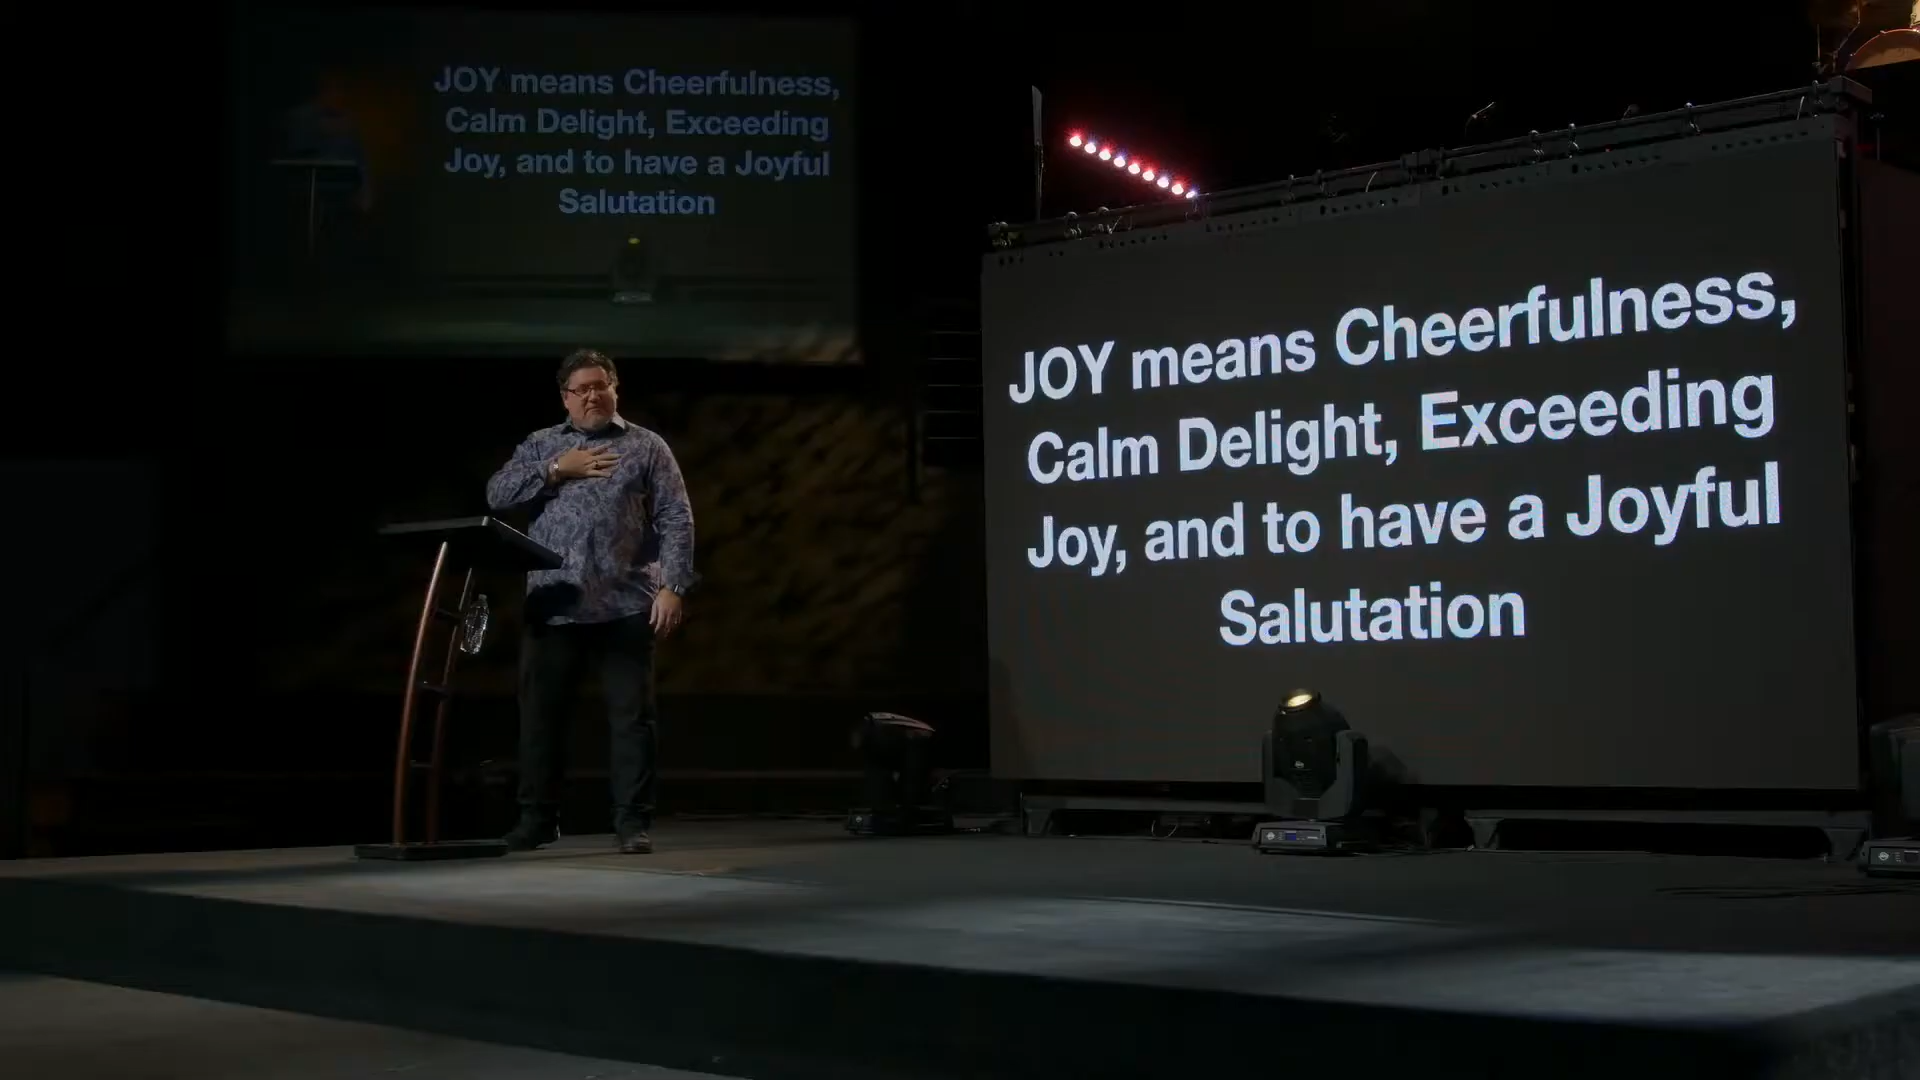 JOY means Cheerfulness,
Calm Delight, Exceeding
Joy, and to have a Joyful
Salutation
JOY means Cheerfulness,
Calm Delight, Exceeding
Joy, and to have a Joyful
Salutation